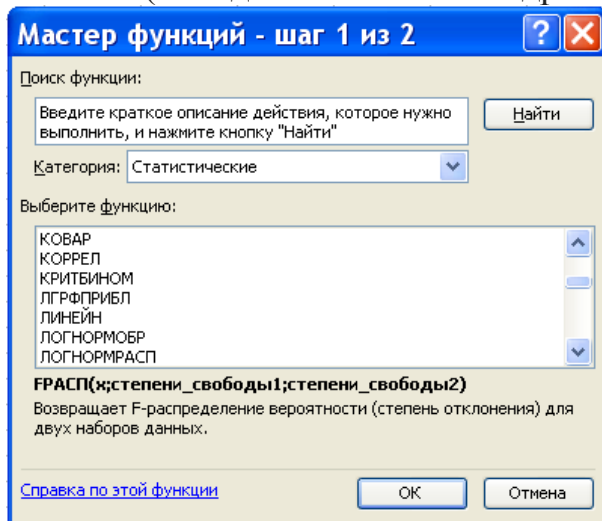 Мастер функций - шаг 1 из 2
Поиск функции:
Введите краткое описание действия, которое нужно
выполнить, и нажмите кнопку "Найти"
Найти
Категория: Статистические
Выберите функцию:
КОВАР
КОРРЕЛ
КРИТБИНОМ
ЛГРФПРИБЛ
ЛИНЕЙН
ЛОГНОРМОБР
ЛОГНОРМРАСП
FРАСП(x;степени_свободы1;степени_свободы2)
Возвращает F-распределение вероятности (степень отклонения) для
двух наборов данных.
Справка по этой функции
ОК
Отмена